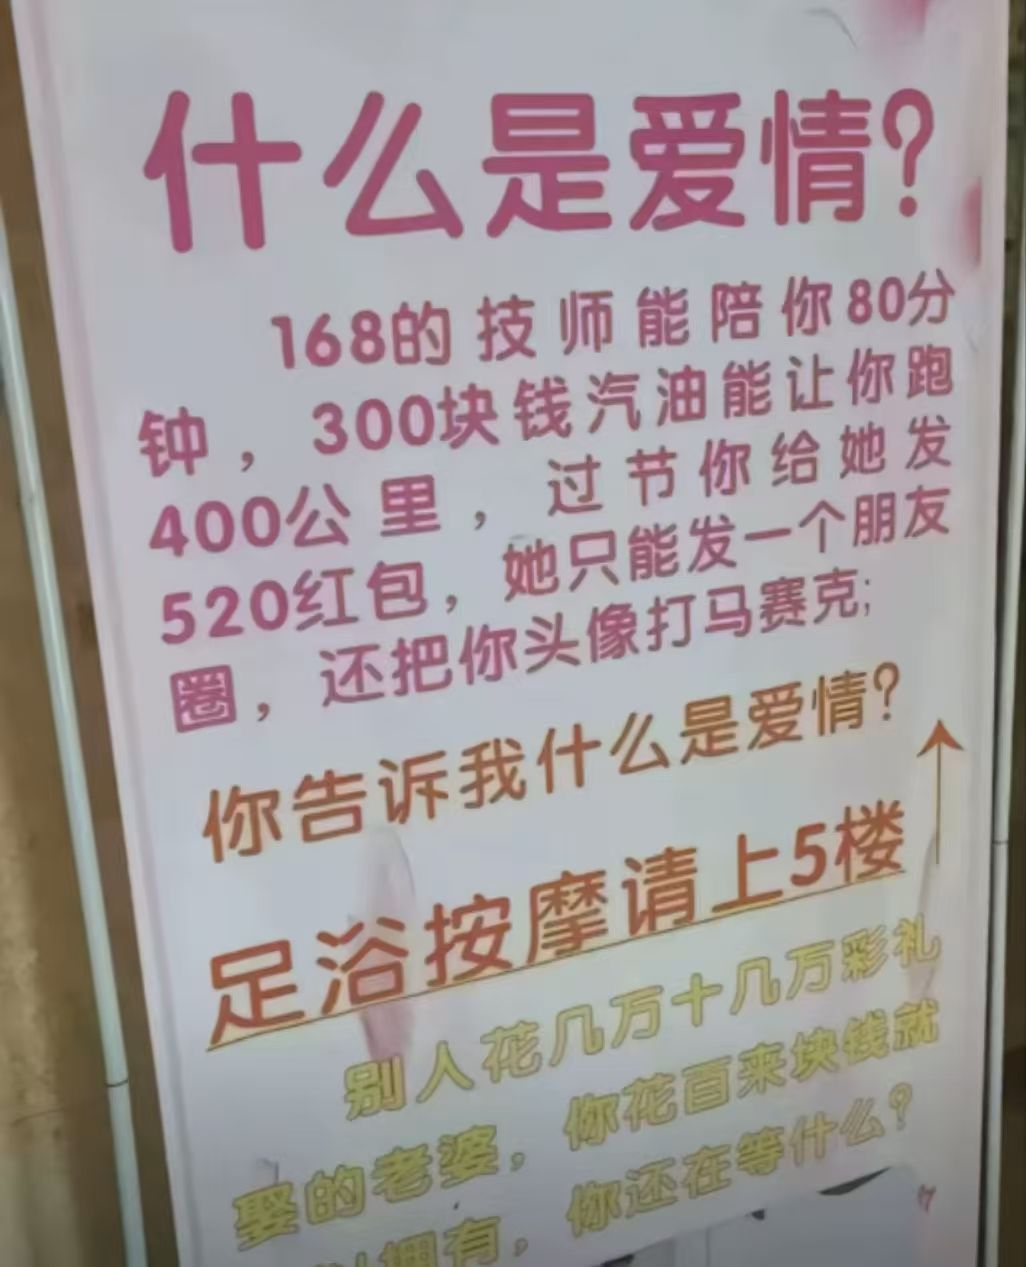 什么是爱情?
168的技师能陪你80分
钟，300块钱汽油能让你跑
400公里，过节你给她发
520红包，她只能发一个朋友
圈，还把你头像打马赛克;
你告诉我什么是爱情?
足浴按摩请上5楼
别人花几万十几万彩礼
娶的老婆，你花百来块钱就
拥有，你还在等什么?